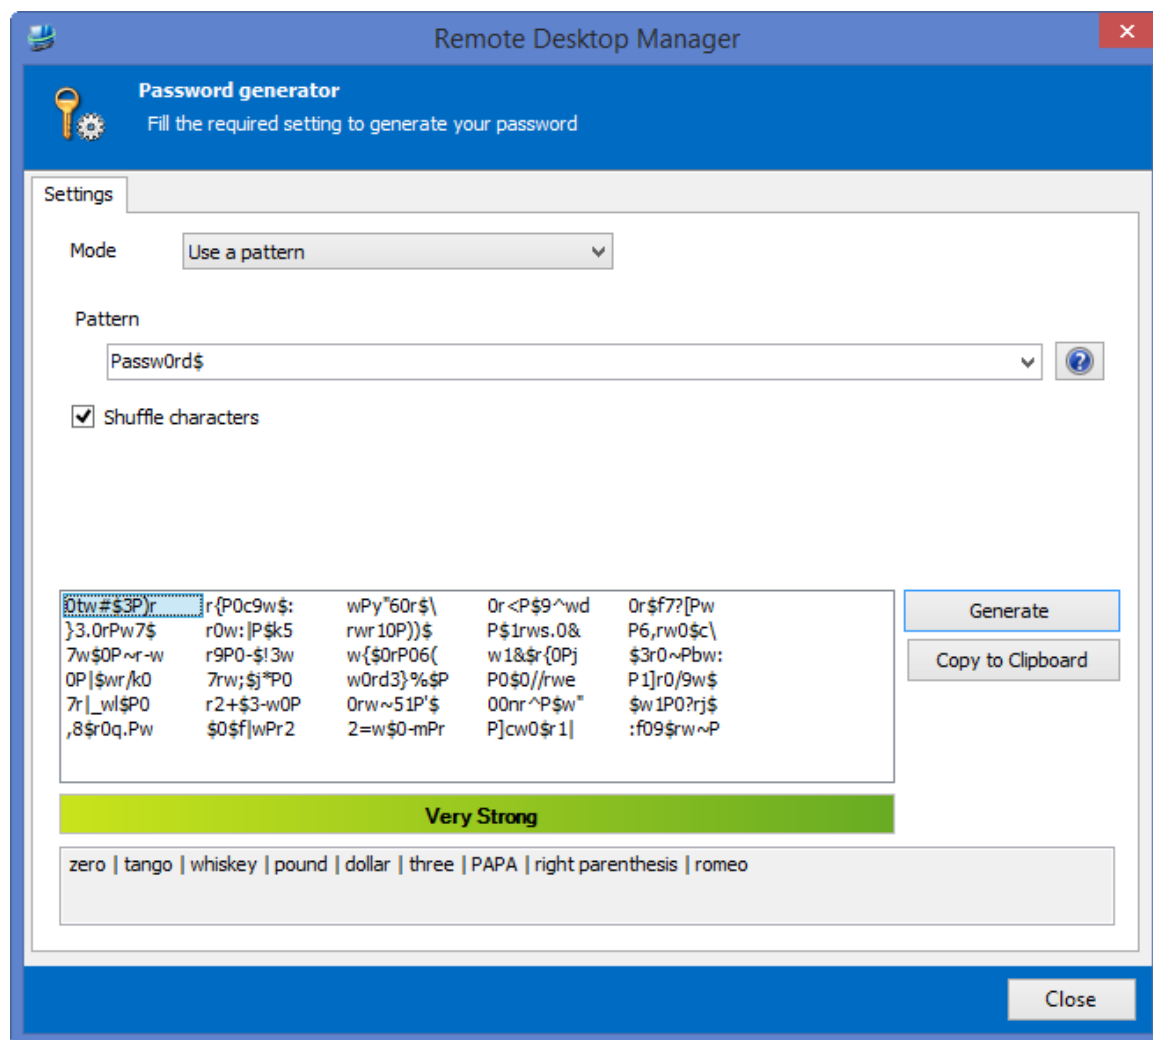 Remote Desktop Manager
Password generator
Fill the required setting to generate your password
Settings
Mode Use a pattern
Pattern
Passw0rd$
Shuffle characters
0tw#$3P)r r{P0c9w$: wPy"60r$\ 0r<P$9^wd 0r$f7?[Pw
}3.0rPw7$ r0w:|P$k5 rwr10P))$ P$1rws.0& P6,rw0$c\
7w$0P~r-w r9P0-$!3w w{$0rP06( w1&$r{0Pj $3r0~Pbw:
0P|$wr/k0 7rw;$j*P0 w0rd3}%$P P0$0//rwe P1]r0/9w$
7r|_wl$P0 r2+$3-w0P 0rw~51P'$ 00nr^P$w" $w1P0?rj$
,8$r0q.Pw $0$f|wPr2 2=w$0-mPr P]cw0$r1| :f09$rw~P
Generate
Copy to Clipboard
Very Strong
zero | tango | whiskey | pound | dollar | three | PAPA | right parenthesis | romeo
Close